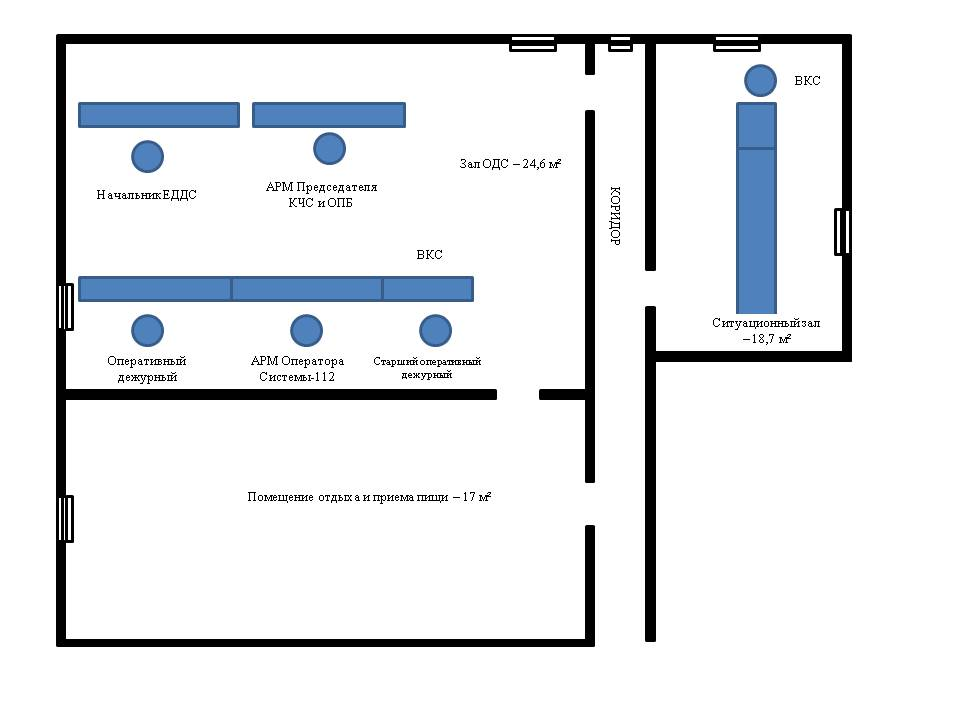 ВКС
Зал ОДС – 24,6 м²
Начальник ЕДДС
АРМ Председателя
КЧС и ОПБ
КОРИДОР
ВКС
Ситуационный зал
–18,7 м²
Оперативный
дежурный
АРМ Оператора
Системы-112
Старший оперативный
дежурный
Помещение отдыха и приема пищи – 17 м²